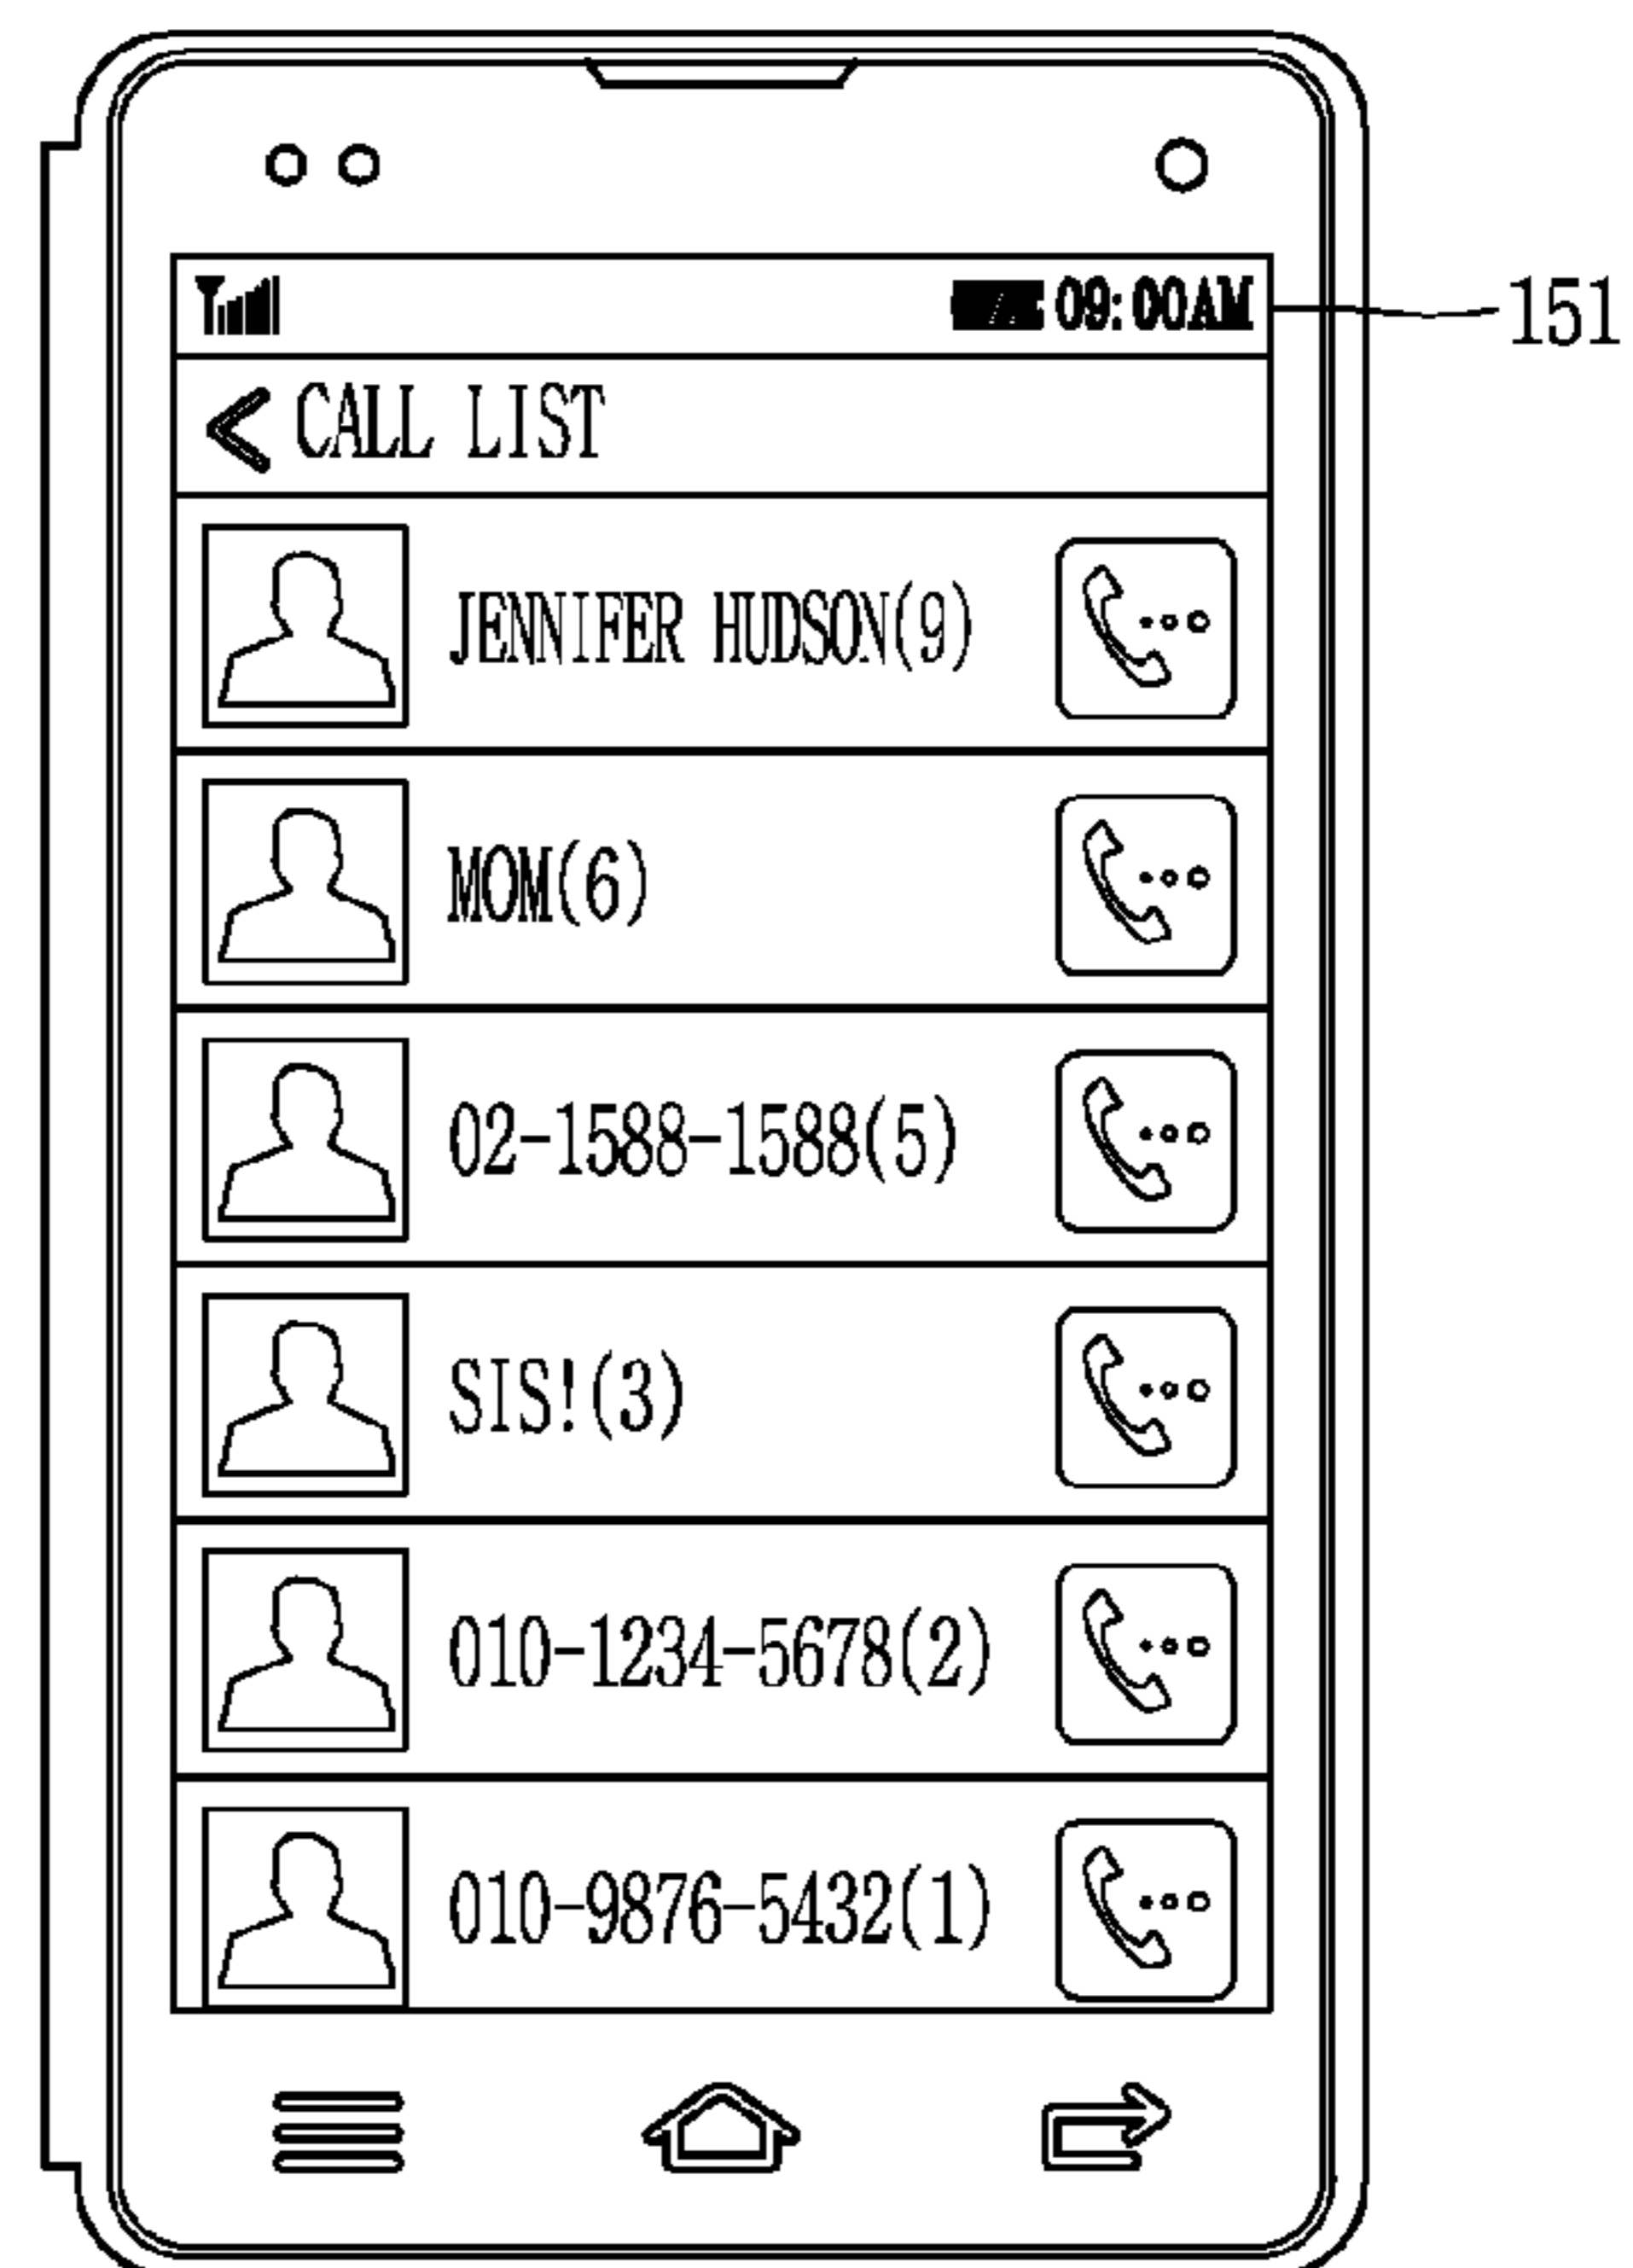 09:00AM
151
CALL LIST
JENNIFER HUDSON(9)
MOM(6)
02-1588-1588(5)
SIS!(3)
010-1234-5678(2)
010-9876-5432(1)